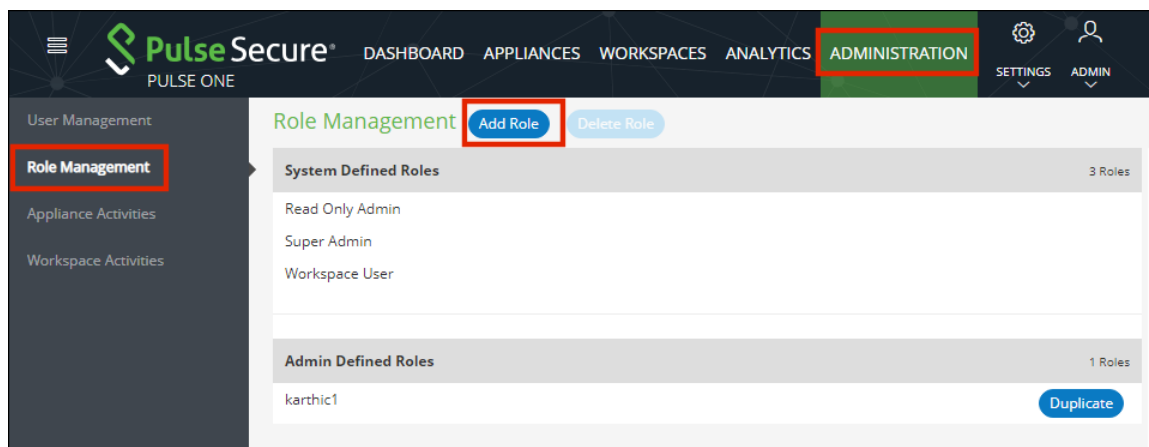 Pulse Secure®
PULSE ONE
DASHBOARD APPLIANCES WORKSPACES ANALYTICS ADMINISTRATION
SETTINGS ADMIN
User Management
Role Management
Appliance Activities
Workspace Activities
Role Management Add Role Delete Role
System Defined Roles 3 Roles
Read Only Admin
Super Admin
Workspace User
Admin Defined Roles 1 Roles
karthic1 Duplicate